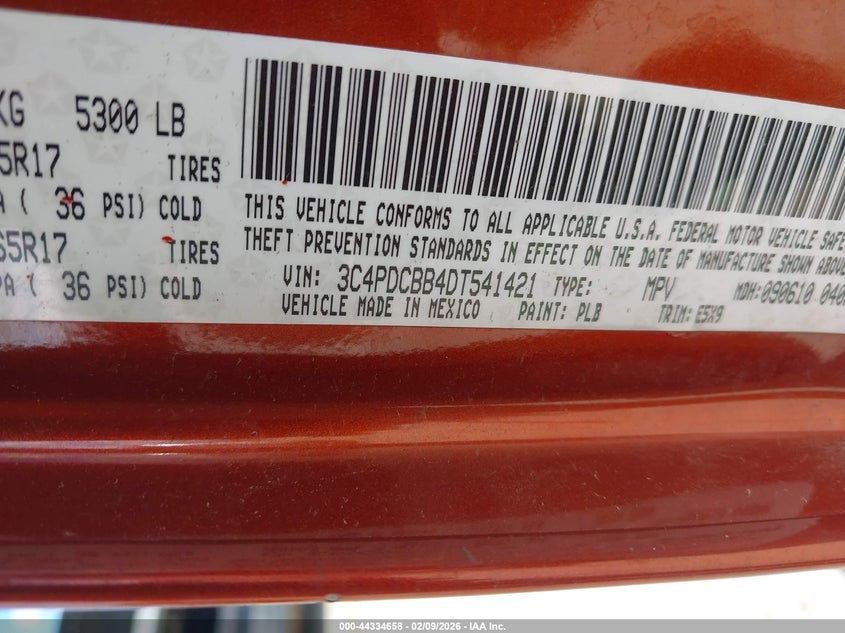 KG 5300 LB
5R17 TIRES
A ( 36 PSI) COLD
65R17 TIRES
PA ( 36 PSI) COLD
THIS VEHICLE CONFORMS TO ALL APPLICABLE U.S.A. FEDERAL MOTOR VEHICLE SAFE
THEFT PREVENTION STANDARDS IN EFFECT ON THE DATE OF MANUFACTURE SHOWN ABOVE
VIN: 3C4PDCBB4DT541421 TYPE: MPV MDH:090610 040
VEHICLE MADE IN MEXICO PAINT: PLB TRIM: E5X9
000-44334658 - 02/09/2026 - IAA Inc.